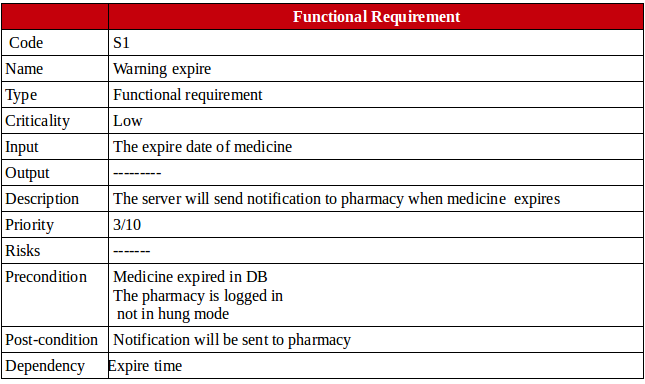 Functional Requirement
Code S1
Name Warning expire
Type Functional requirement
Criticality Low
Input The expire date of medicine
Output ---------
Description The server will send notification to pharmacy when medicine  expires
Priority 3/10
Risks -------
Precondition Medicine expired in DB
The pharmacy is logged in
not in hung mode
Post-condition Notification will be sent to pharmacy
Dependency Expire time